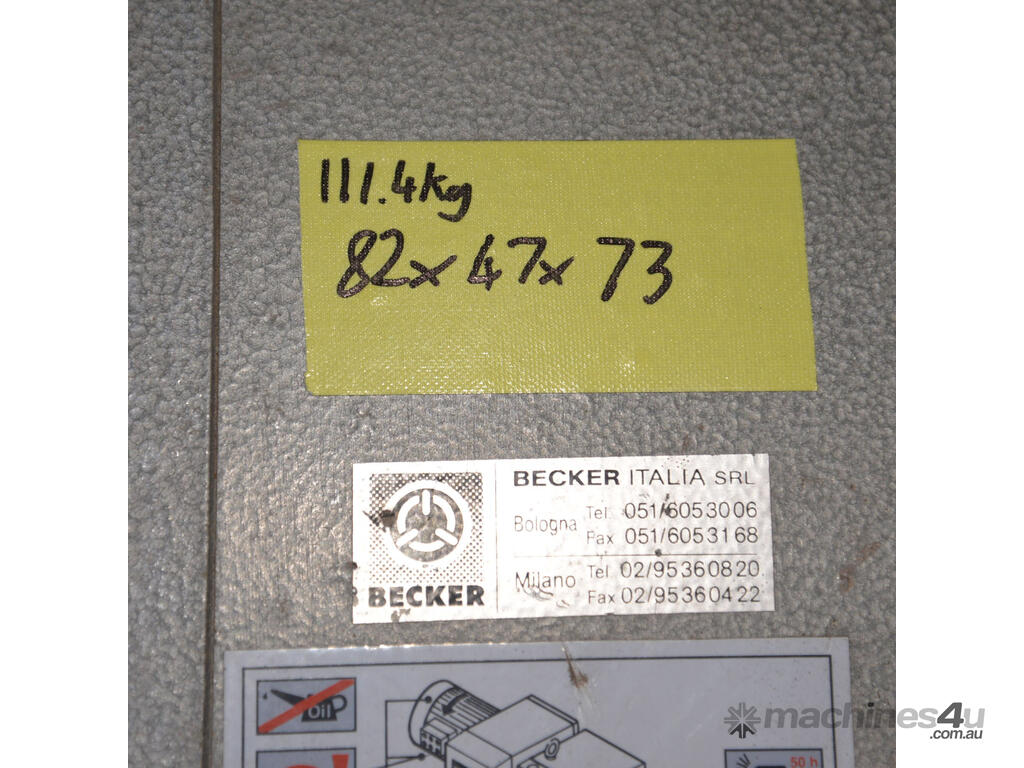 111.4kg
82x47x73
BECKER ITALIA SRL
Bologna Tel. 051/6053006
Fax 051/6053168
Milano Tel 02/95360820
Fax 02/95360422
BECKER
Oil
50 h
machines4u
.com.au